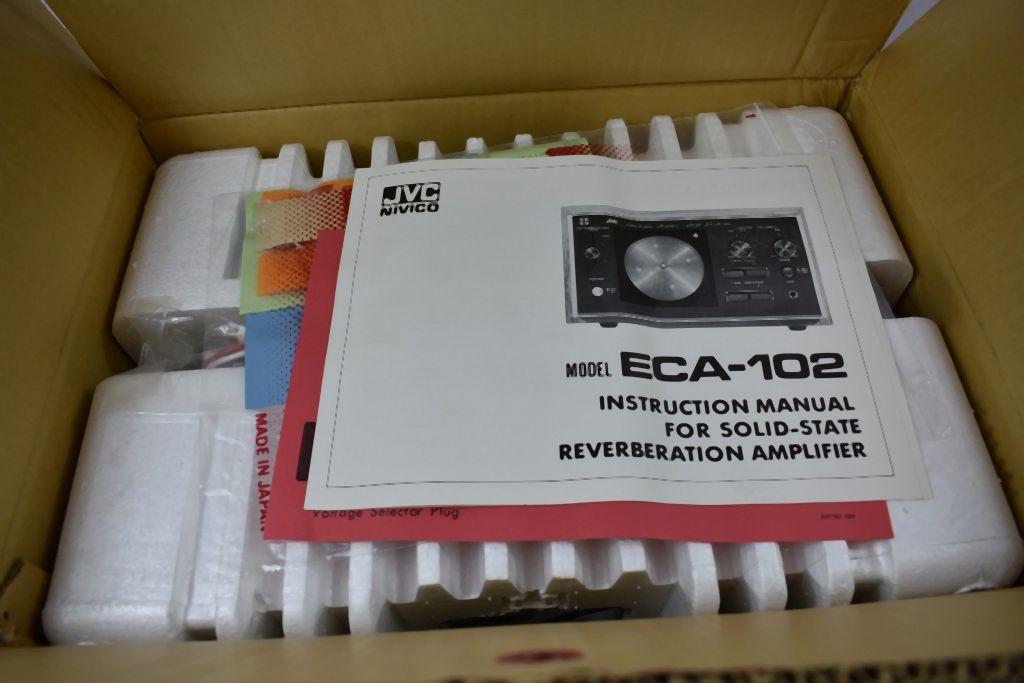 JVC
NIVICO
MODEL ECA-102
INSTRUCTION MANUAL
FOR SOLID-STATE
REVERBERATION AMPLIFIER
MADE IN JAPAN
Voltage Selector Plug